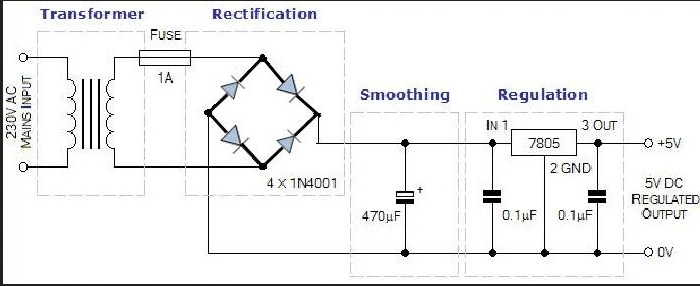 Transformer
Rectification
FUSE
1A
230V AC
MAINS INPUT
4 X 1N4001
Smoothing
470µF
+
Regulation
IN 1
7805
3 OUT
2 GND
0.1µF
0.1µF
+5V
5V DC
REGULATED
OUTPUT
0V